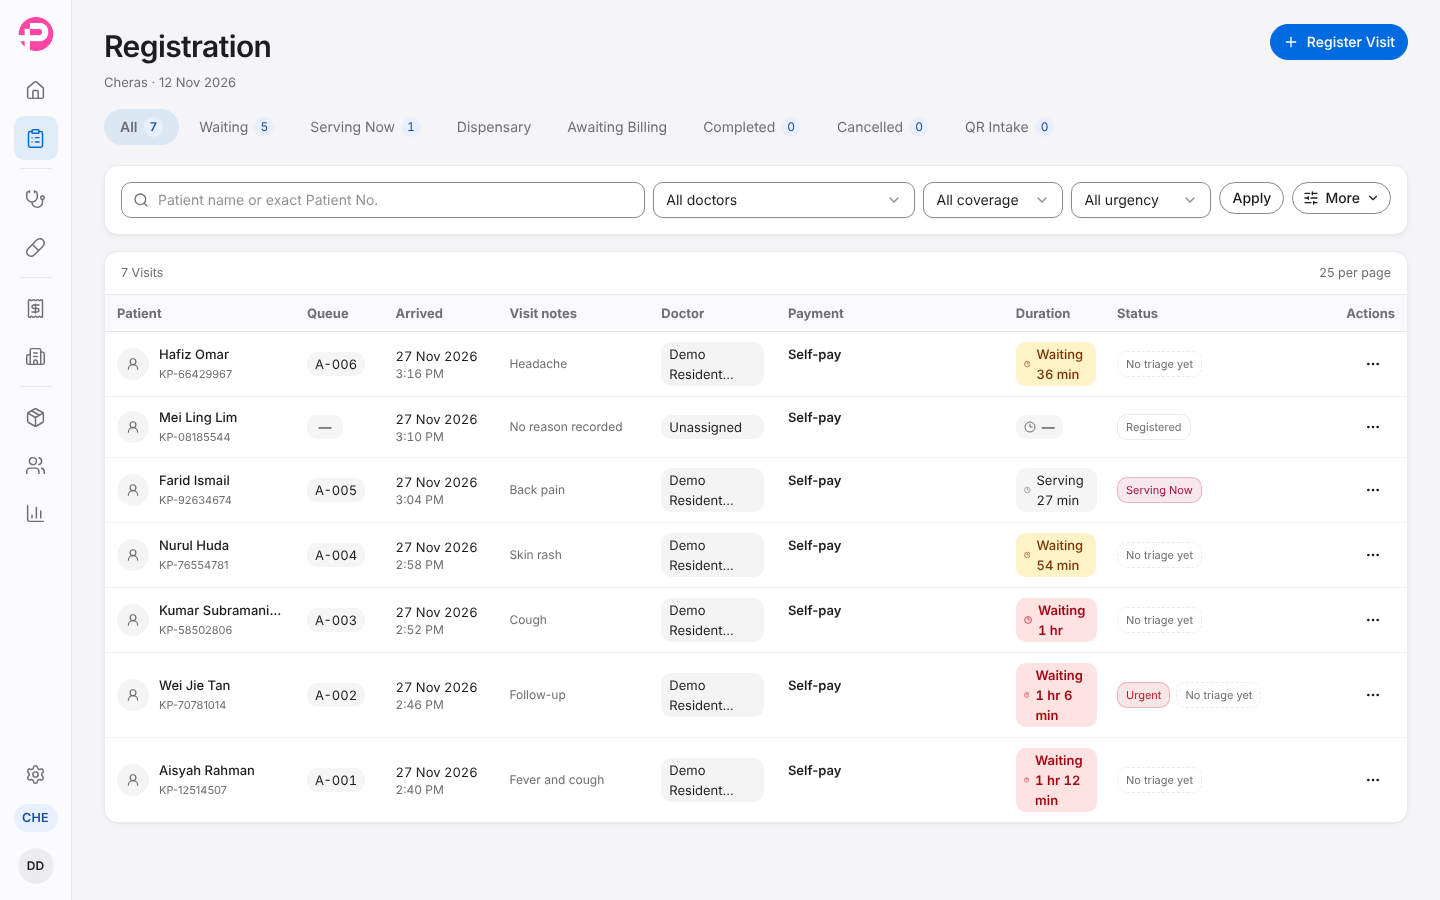 Registration
Register Visit
Cheras · 12 Nov 2026
All 7 Waiting 5 Serving Now 1 Dispensary Awaiting Billing Completed 0 Cancelled 0 QR Intake 0
Patient name or exact Patient No. All doctors All coverage All urgency Apply More
7 Visits 25 per page
Patient Queue Arrived Visit notes Doctor Payment Duration Status Actions
Hafiz Omar
KP-66429967
A-006
27 Nov 2026
3:16 PM
Headache
Demo
Resident...
Self-pay
Waiting
36 min
No triage yet
Mei Ling Lim
KP-08185544
—
27 Nov 2026
3:10 PM
No reason recorded
Unassigned
Self-pay
—
Registered
Farid Ismail
KP-92634674
A-005
27 Nov 2026
3:04 PM
Back pain
Demo
Resident...
Self-pay
Serving
27 min
Serving Now
Nurul Huda
KP-76554781
A-004
27 Nov 2026
2:58 PM
Skin rash
Demo
Resident...
Self-pay
Waiting
54 min
No triage yet
Kumar Subramani...
KP-58502806
A-003
27 Nov 2026
2:52 PM
Cough
Demo
Resident...
Self-pay
Waiting
1 hr
No triage yet
Wei Jie Tan
KP-70781014
A-002
27 Nov 2026
2:46 PM
Follow-up
Demo
Resident...
Self-pay
Waiting
1 hr 6
min
Urgent No triage yet
Aisyah Rahman
KP-12514507
A-001
27 Nov 2026
2:40 PM
Fever and cough
Demo
Resident...
Self-pay
Waiting
1 hr 12
min
No triage yet
CHE
DD